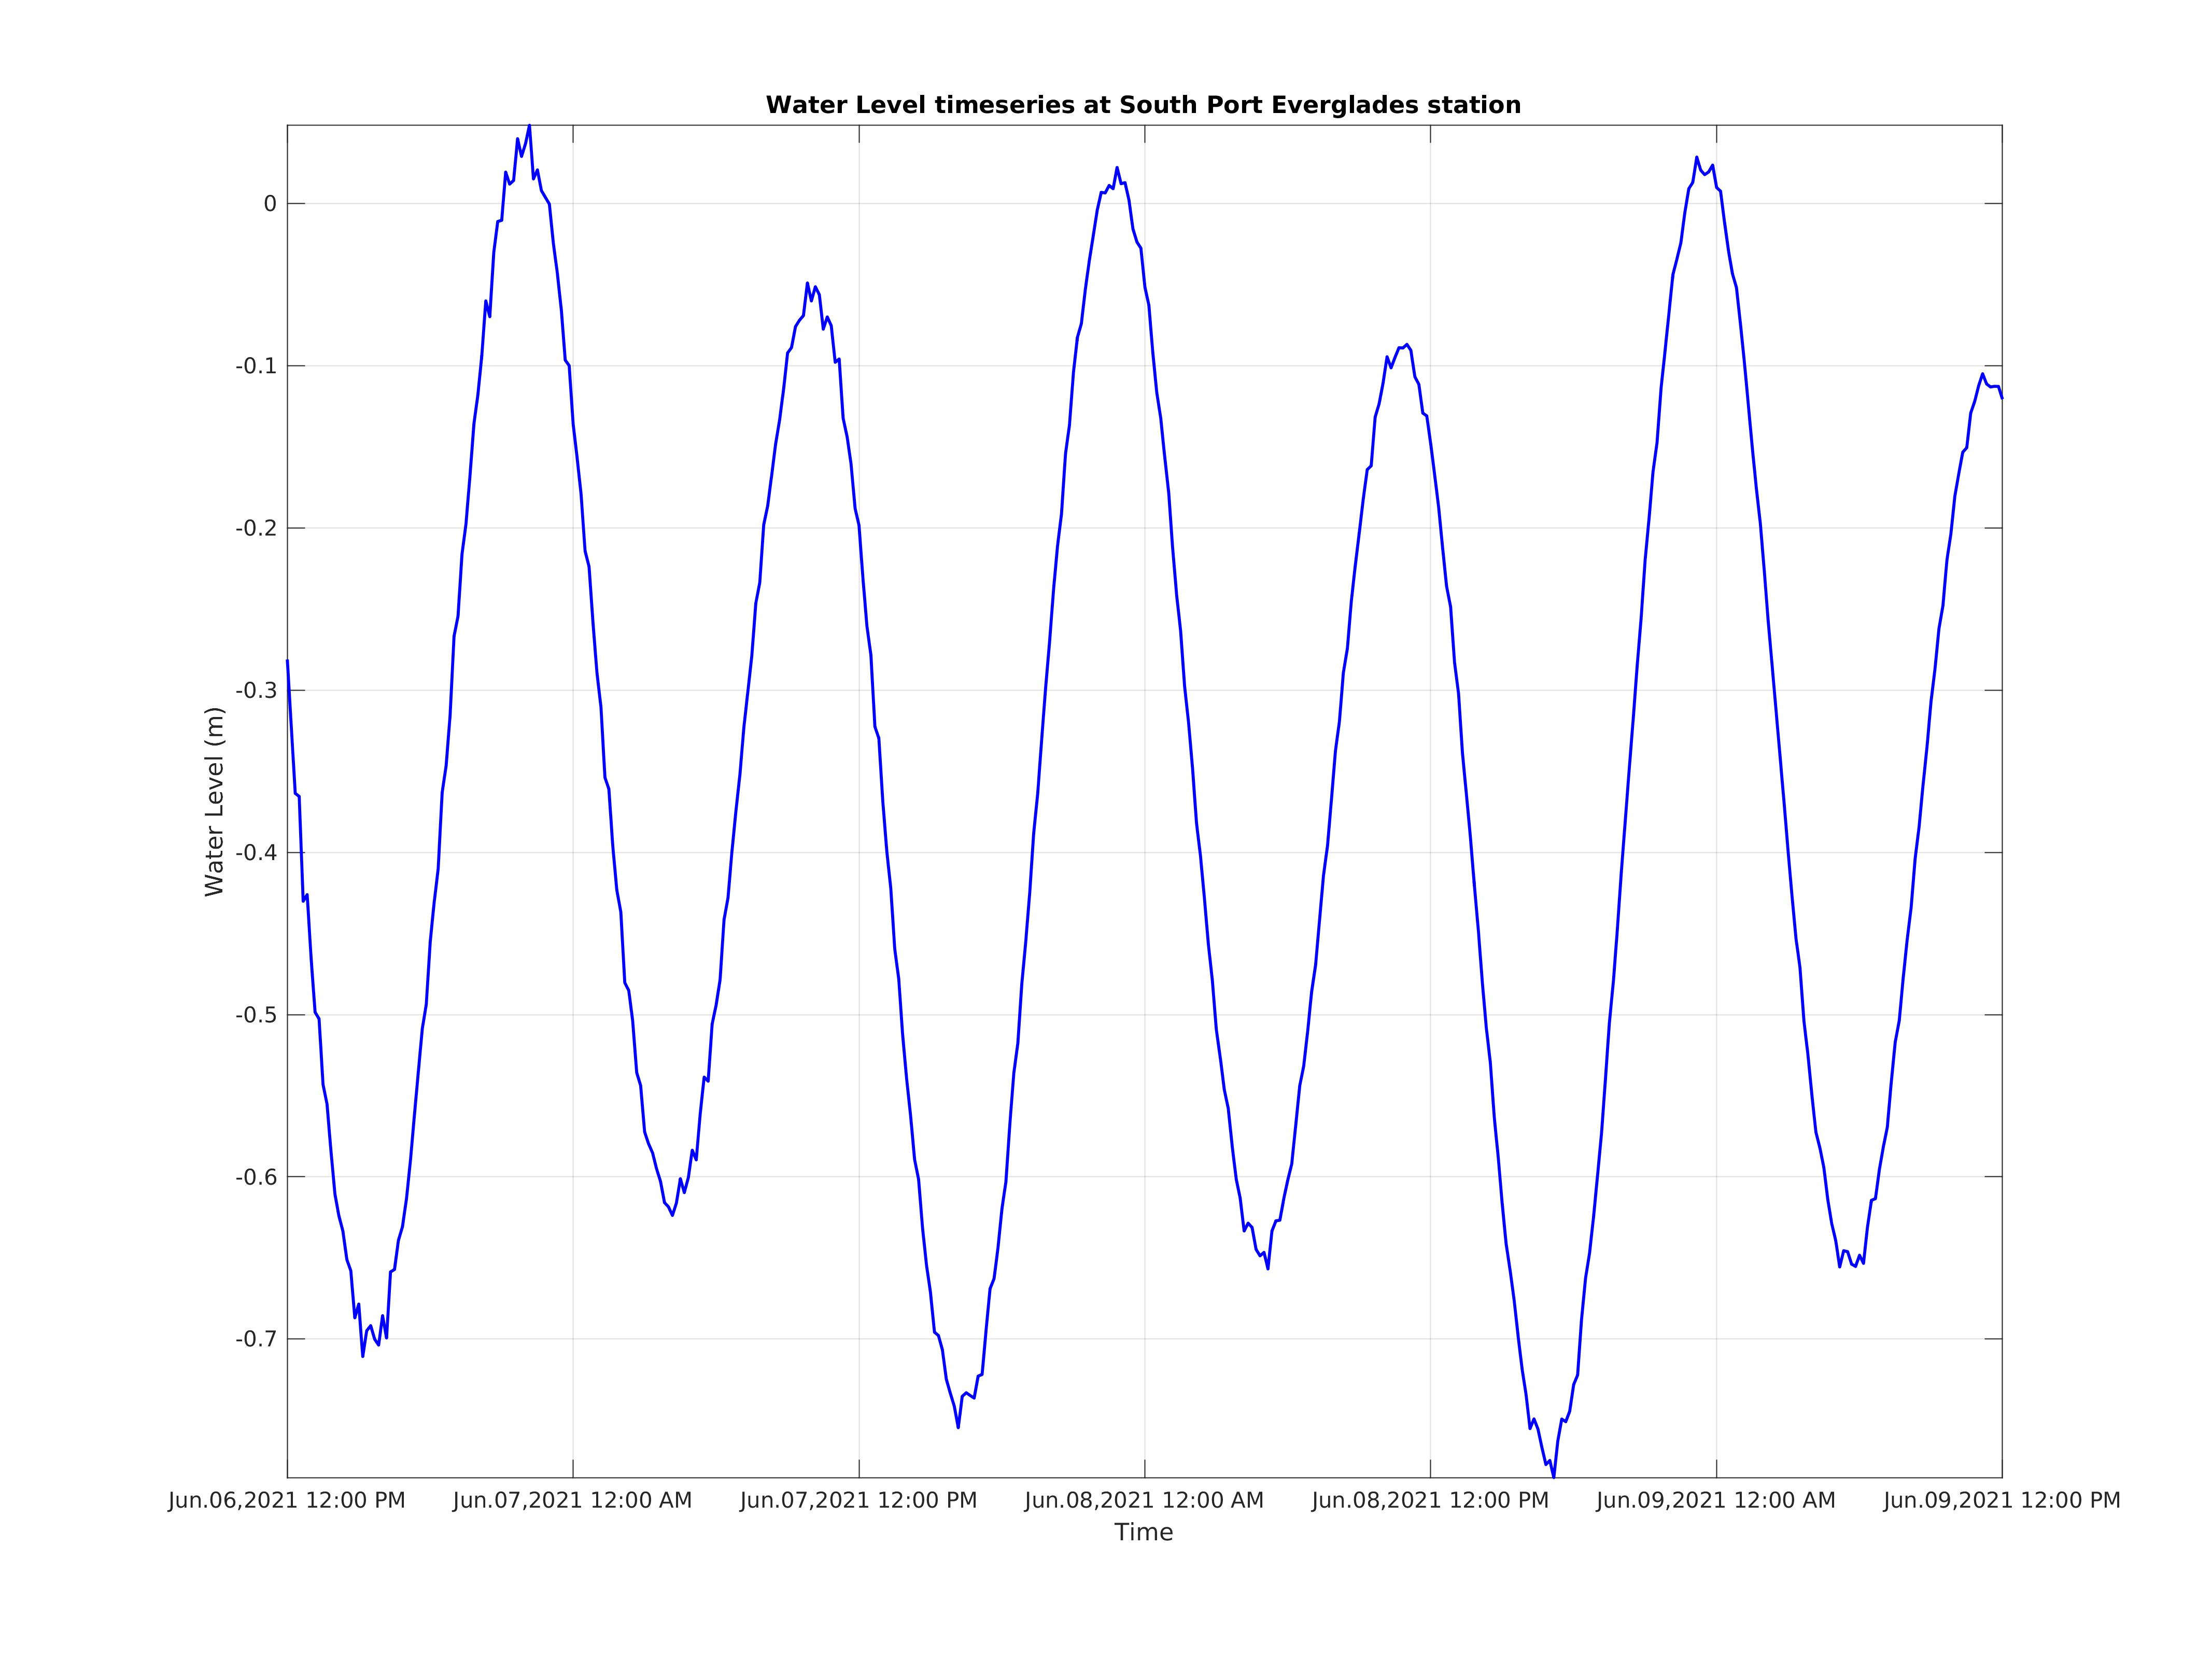 Water Level timeseries at South Port Everglades station
0
-0.1
-0.2
-0.3
-0.4
-0.5
-0.6
-0.7
Water Level (m)
Jun.06,2021 12:00 PM
Jun.07,2021 12:00 AM
Jun.07,2021 12:00 PM
Jun.08,2021 12:00 AM
Jun.08,2021 12:00 PM
Jun.09,2021 12:00 AM
Jun.09,2021 12:00 PM
Time